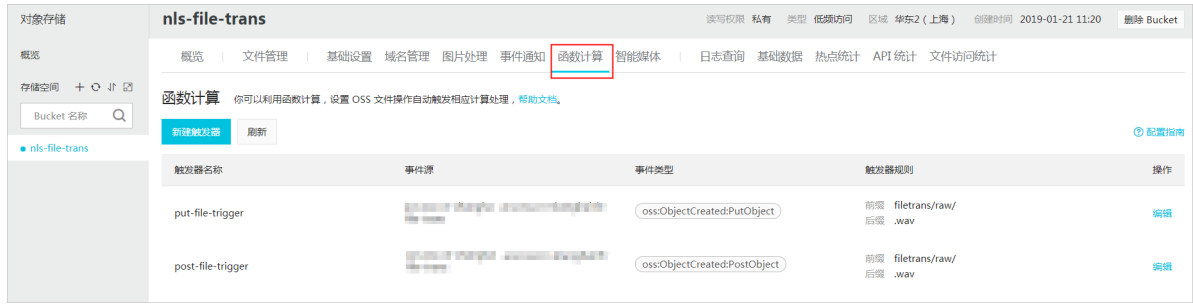 对象存储
nls-file-trans
读写权限 私有 类型 低频访问 区域 华东2（上海） 创建时间 2019-01-21 11:20 删除 Bucket
概览
概览 文件管理 基础设置 域名管理 图片处理 事件通知 函数计算 智能媒体 日志查询 基础数据 热点统计 API 统计 文件访问统计
存储空间
Bucket 名称
nls-file-trans
函数计算 你可以利用函数计算，设置 OSS 文件操作自动触发相应计算处理，帮助文档。
新建触发器 刷新 配置指南
触发器名称 事件源 事件类型 触发器规则 操作
put-file-trigger oss:ObjectCreated:PutObject 前缀 filetrans/raw/ 编辑
后缀 .wav
post-file-trigger oss:ObjectCreated:PostObject 前缀 filetrans/raw/ 编辑
后缀 .wav